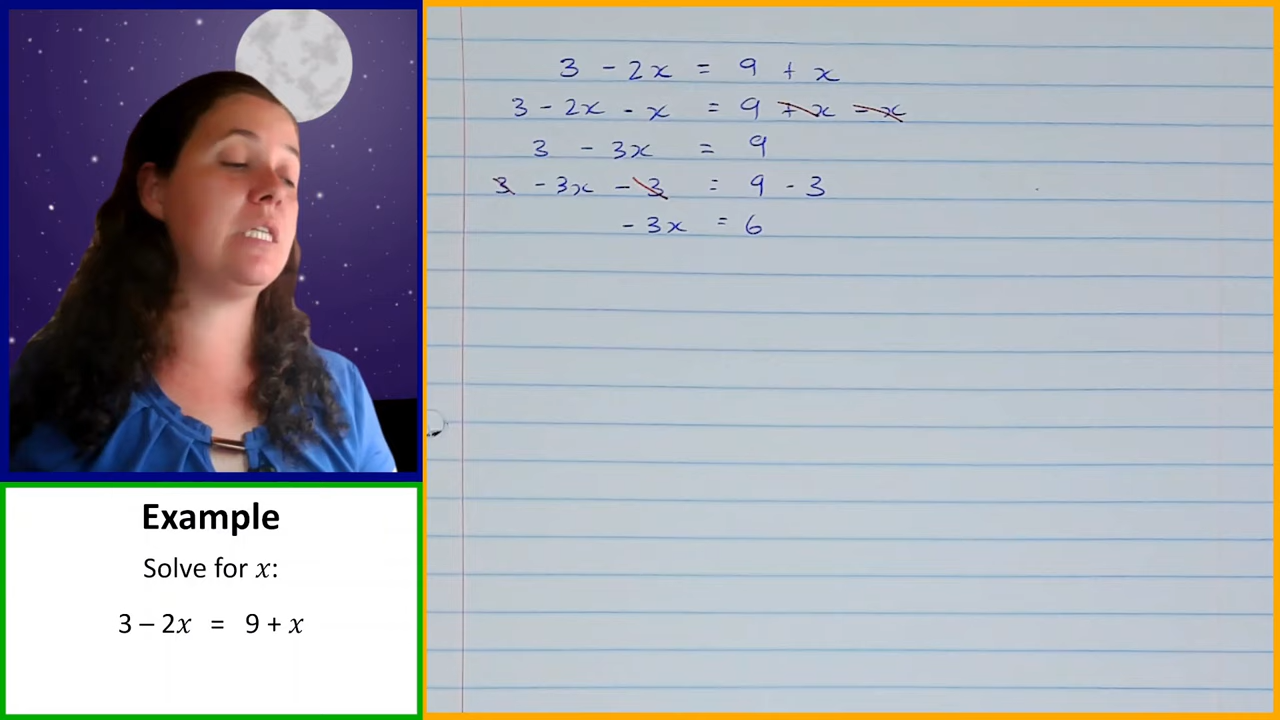 3 - 2x = 9 + x
3 - 2x - x = 9 + x - x
3 - 3x = 9
3 - 3x - 3 = 9 - 3
- 3x = 6
Example
Solve for x:
3 – 2x = 9 + x